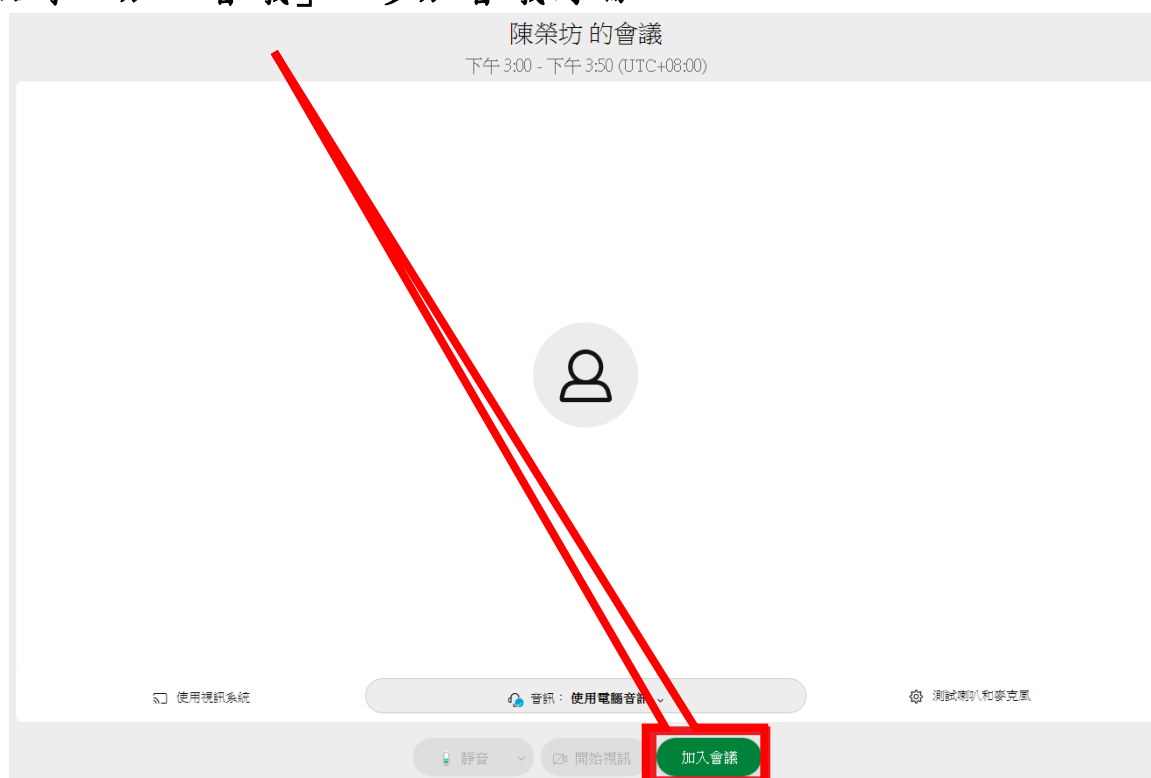 會議」
陳榮坊 的會議
下午 3:00 - 下午 3:50 (UTC+08:00)
使用視訊系統
音訊： 使用電腦音訊
測試喇叭和麥克風
靜音
開始視訊
加入會議